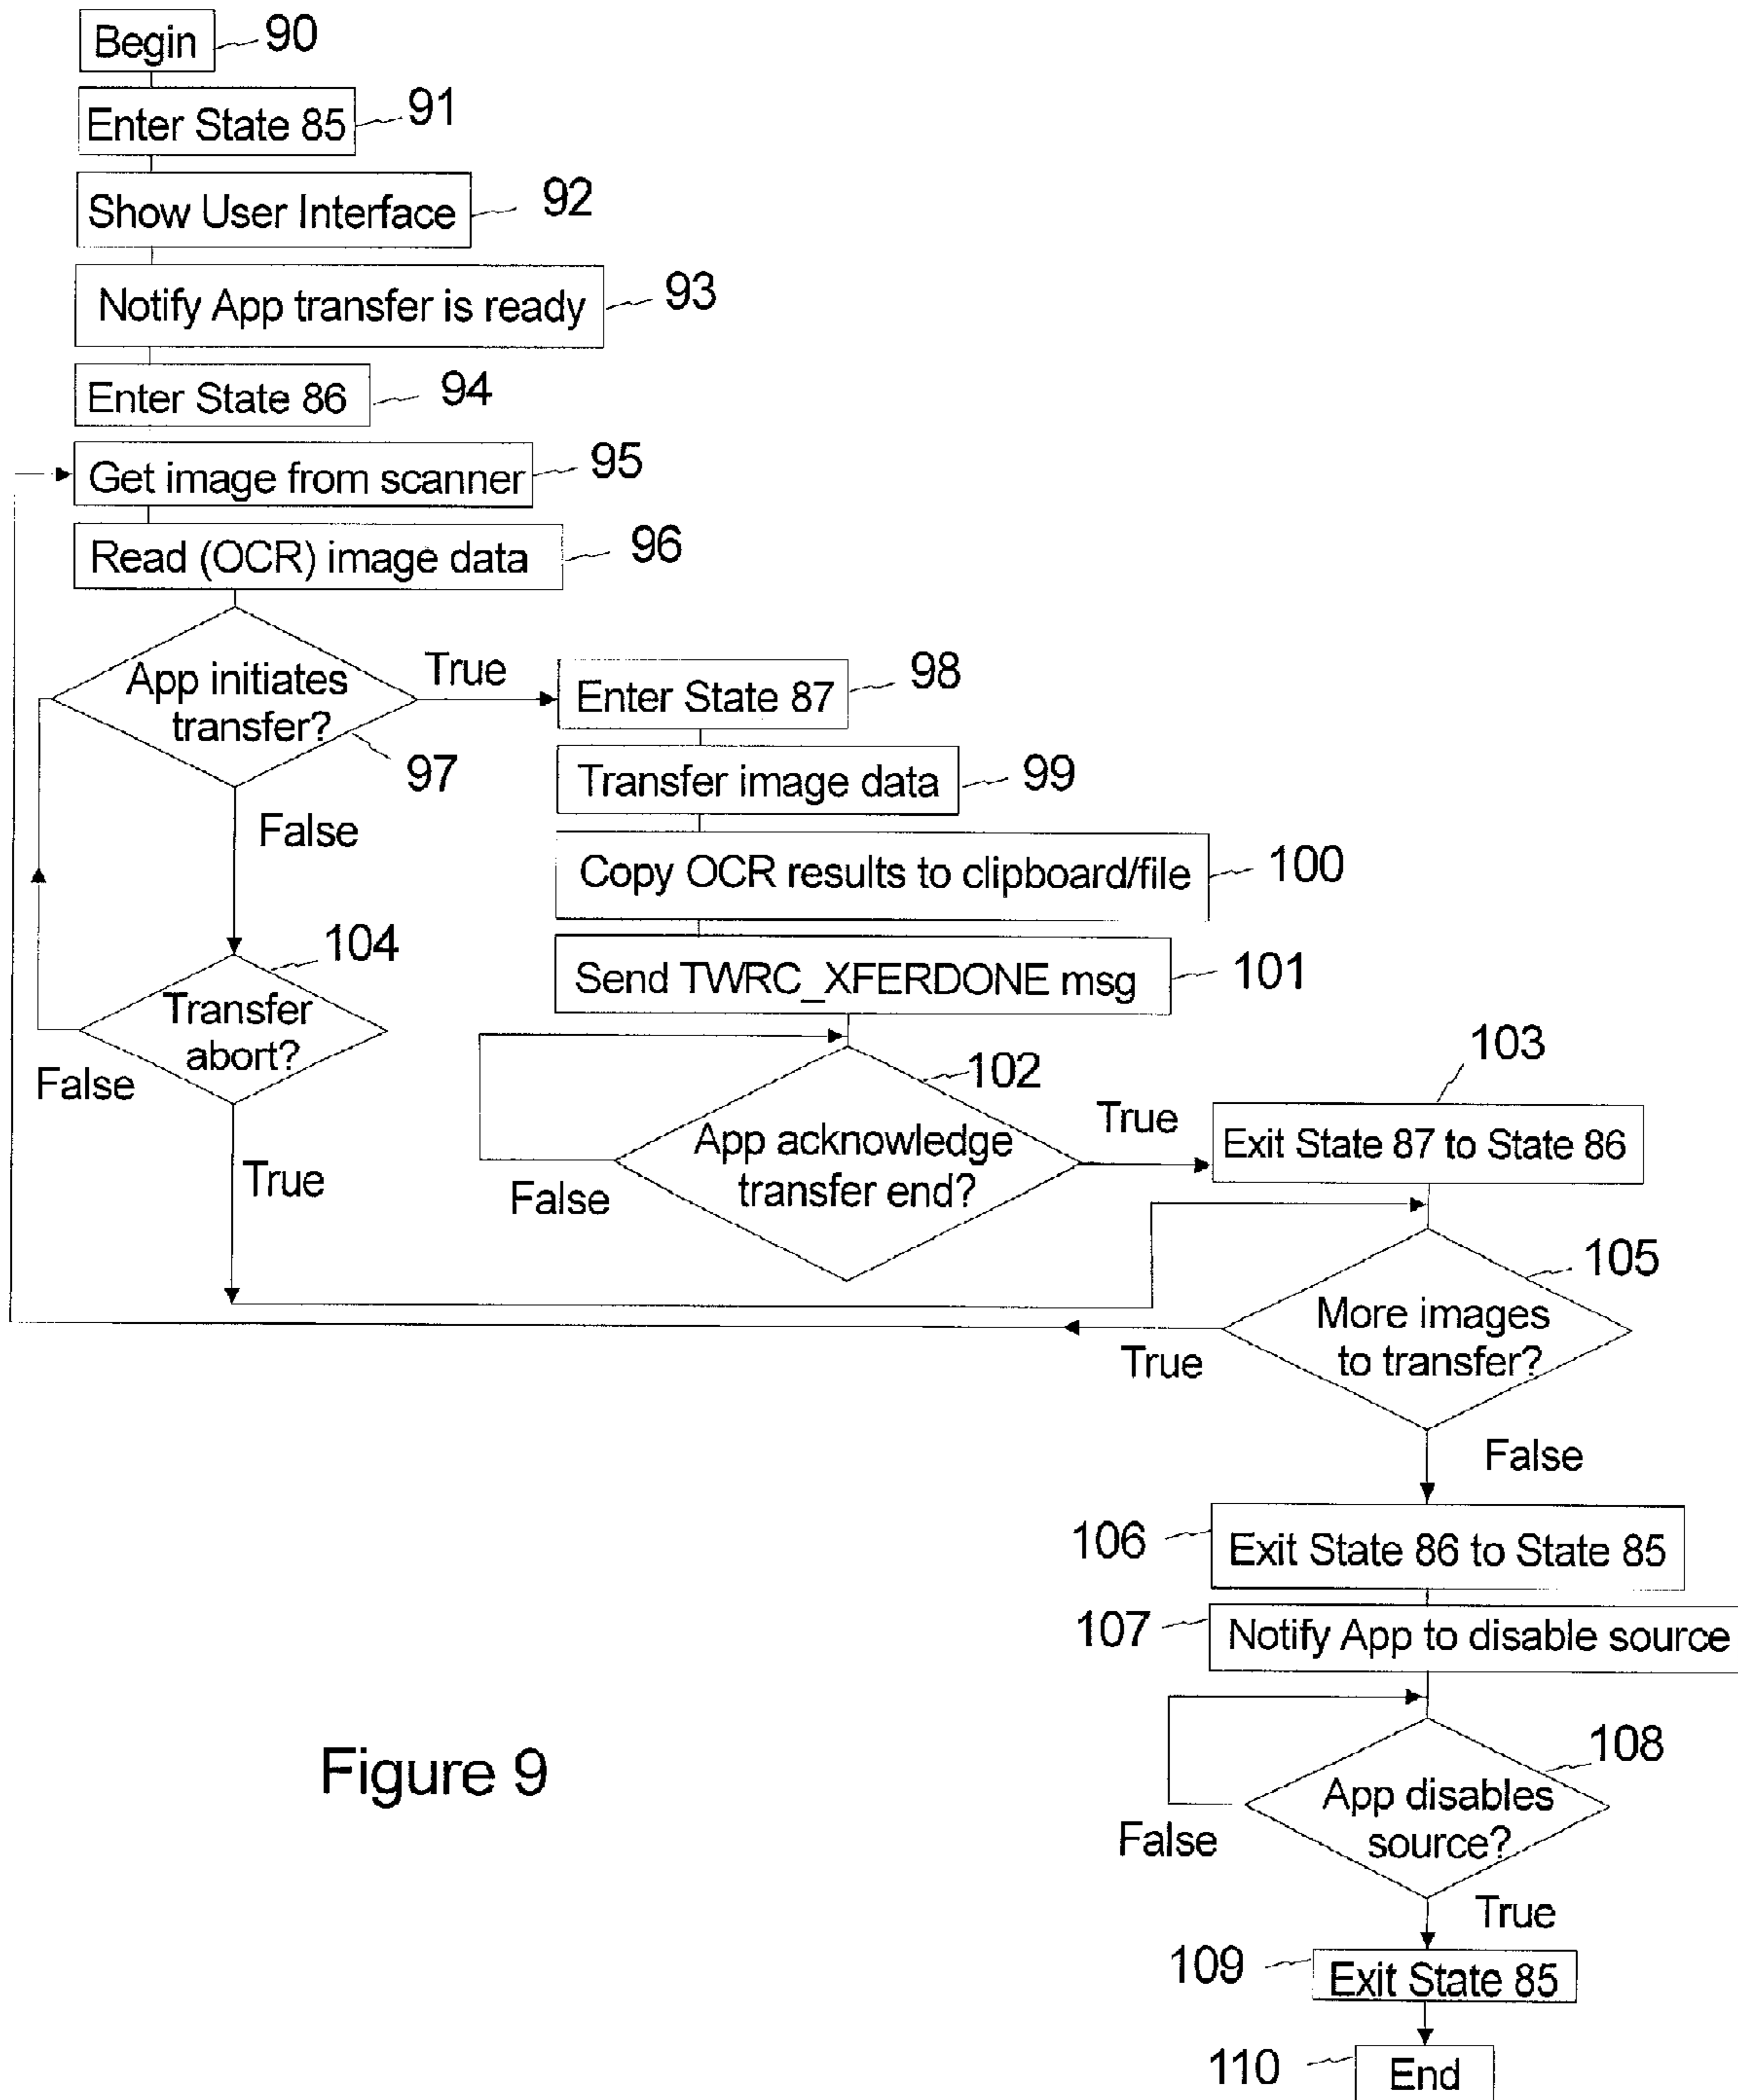 Begin
90
Enter State 85
91
Show User Interface
92
Notify App transfer is ready
93
Enter State 86
94
Get image from scanner
95
Read (OCR) image data
96
App initiates
transfer?
97
True
False
Enter State 87
98
Transfer image data
99
Copy OCR results to clipboard/file
100
Send TWRC_XFERDONE msg
101
104
Transfer
abort?
False
True
102
App acknowledge
transfer end?
False
True
103
Exit State 87 to State 86
105
More images
to transfer?
True
False
106
Exit State 86 to State 85
107
Notify App to disable source
108
App disables
source?
False
True
109
Exit State 85
110
End
Figure 9